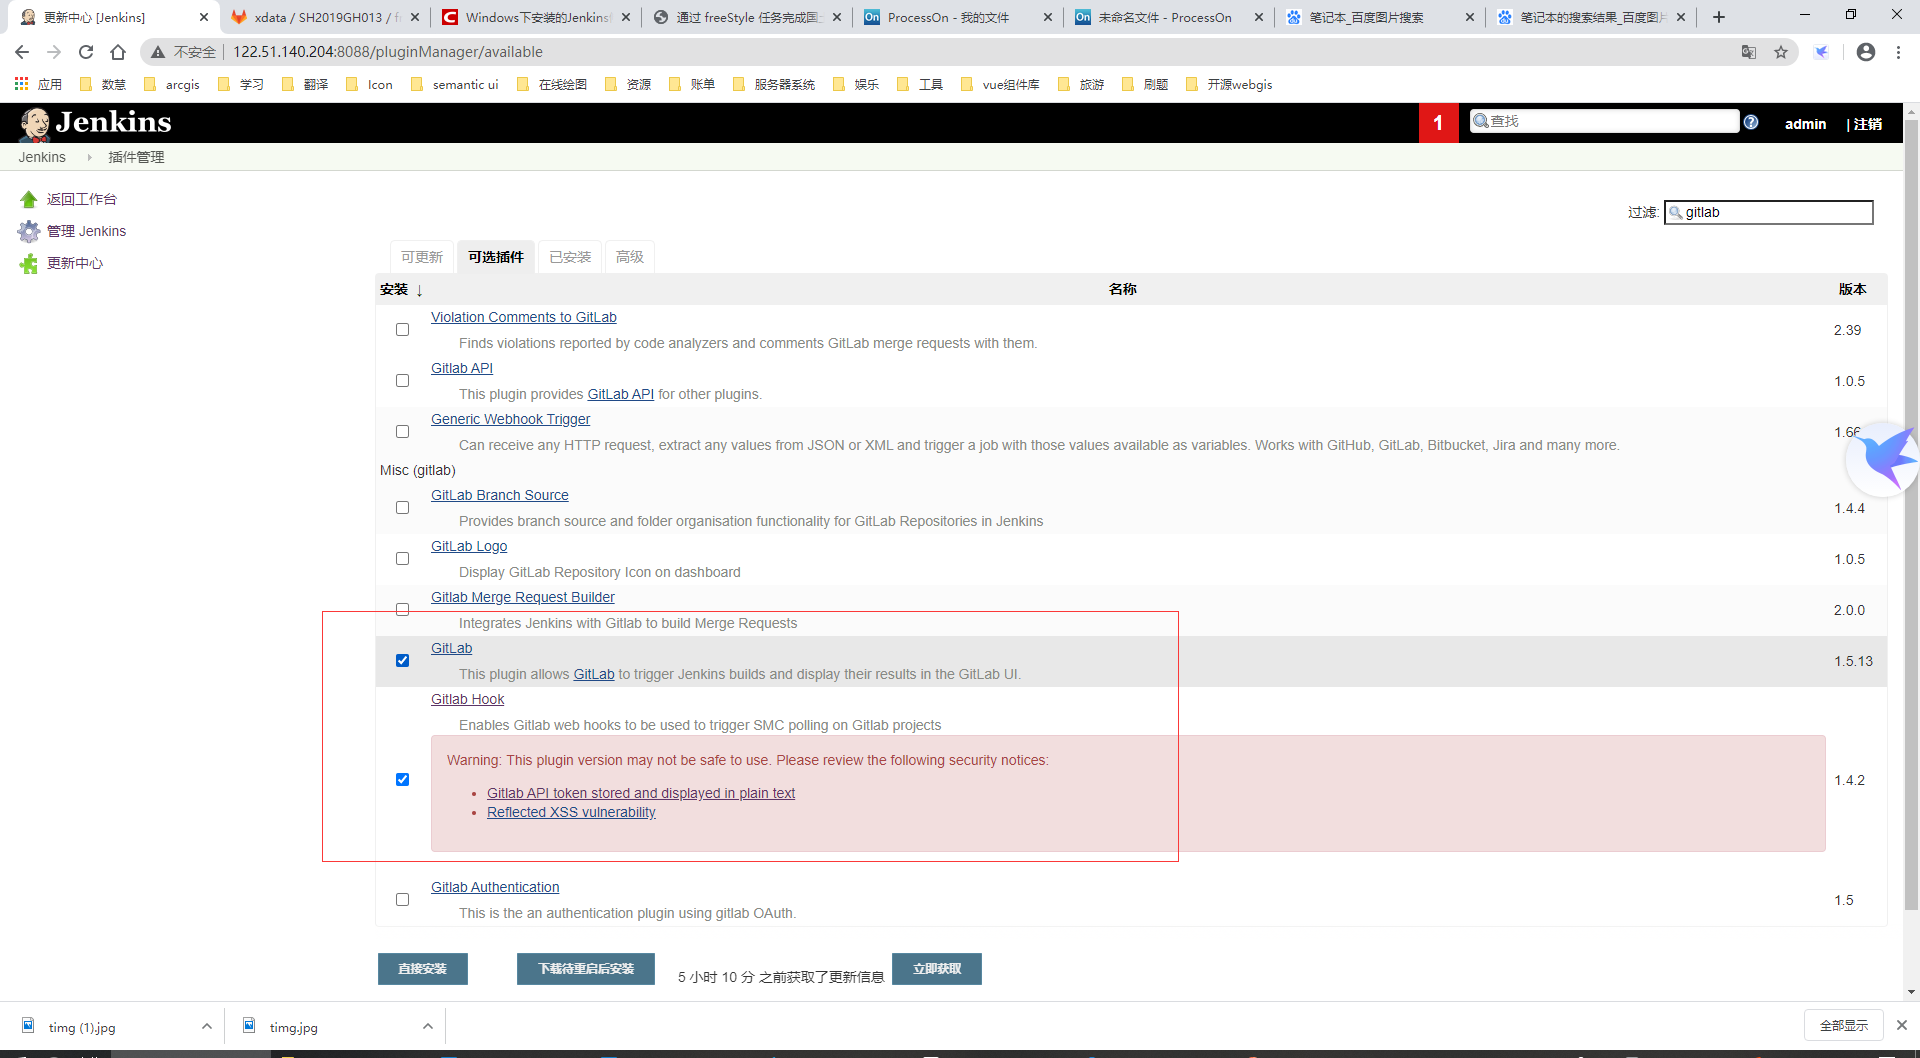 更新中心 [Jenkins]
xdata / SH2019GH013 / f
Windows下安装的Jenkins
通过 freeStyle 任务完成国
ProcessOn - 我的文件
未命名文件 - ProcessOn
笔记本_百度图片搜索
笔记本的搜索结果_百度图片
不安全 | 122.51.140.204:8088/pluginManager/available
应用 数慧 arcgis 学习 翻译 Icon semantic ui 在线绘图 资源 账单 服务器系统 娱乐 工具 vue组件库 旅游 刷题 开源webgis
Jenkins
1
查找
admin
| 注销
Jenkins 插件管理
返回工作台
管理 Jenkins
更新中心
过滤: gitlab
可更新 可选插件 已安装 高级
安装 ↓ 名称 版本
Violation Comments to GitLab
2.39
Finds violations reported by code analyzers and comments GitLab merge requests with them.
Gitlab API
1.0.5
This plugin provides GitLab API for other plugins.
Generic Webhook Trigger
1.66
Can receive any HTTP request, extract any values from JSON or XML and trigger a job with those values available as variables. Works with GitHub, GitLab, Bitbucket, Jira and many more.
Misc (gitlab)
GitLab Branch Source
1.4.4
Provides branch source and folder organisation functionality for GitLab Repositories in Jenkins
GitLab Logo
1.0.5
Display GitLab Repository Icon on dashboard
Gitlab Merge Request Builder
2.0.0
Integrates Jenkins with Gitlab to build Merge Requests
GitLab
1.5.13
This plugin allows GitLab to trigger Jenkins builds and display their results in the GitLab UI.
Gitlab Hook
Enables Gitlab web hooks to be used to trigger SMC polling on Gitlab projects
Warning: This plugin version may not be safe to use. Please review the following security notices:
1.4.2
• Gitlab API token stored and displayed in plain text
• Reflected XSS vulnerability
Gitlab Authentication
1.5
This is the an authentication plugin using gitlab OAuth.
直接安装 下载待重启后安装 5 小时 10 分 之前获取了更新信息 立即获取
timg (1).jpg timg.jpg 全部显示